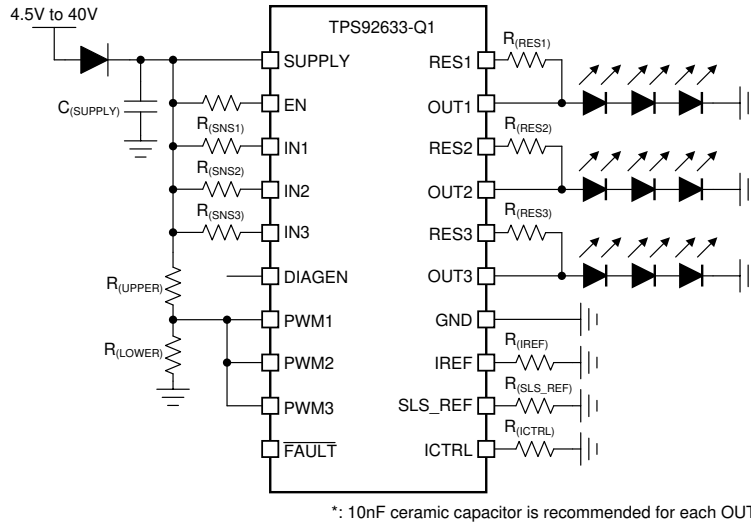 4.5V to 40V
TPS92633-Q1
SUPPLY
C(SUPPLY)
EN
R(SNS1)
IN1
R(SNS2)
IN2
R(SNS3)
IN3
R(UPPER)
DIAGEN
R(LOWER)
PWM1
PWM2
PWM3
FAULT
RES1
R(RES1)
OUT1
RES2
R(RES2)
OUT2
RES3
R(RES3)
OUT3
GND
IREF
R(IREF)
SLS_REF
R(SLS_REF)
ICTRL
R(ICTRL)
*: 10nF ceramic capacitor is recommended for each OUT